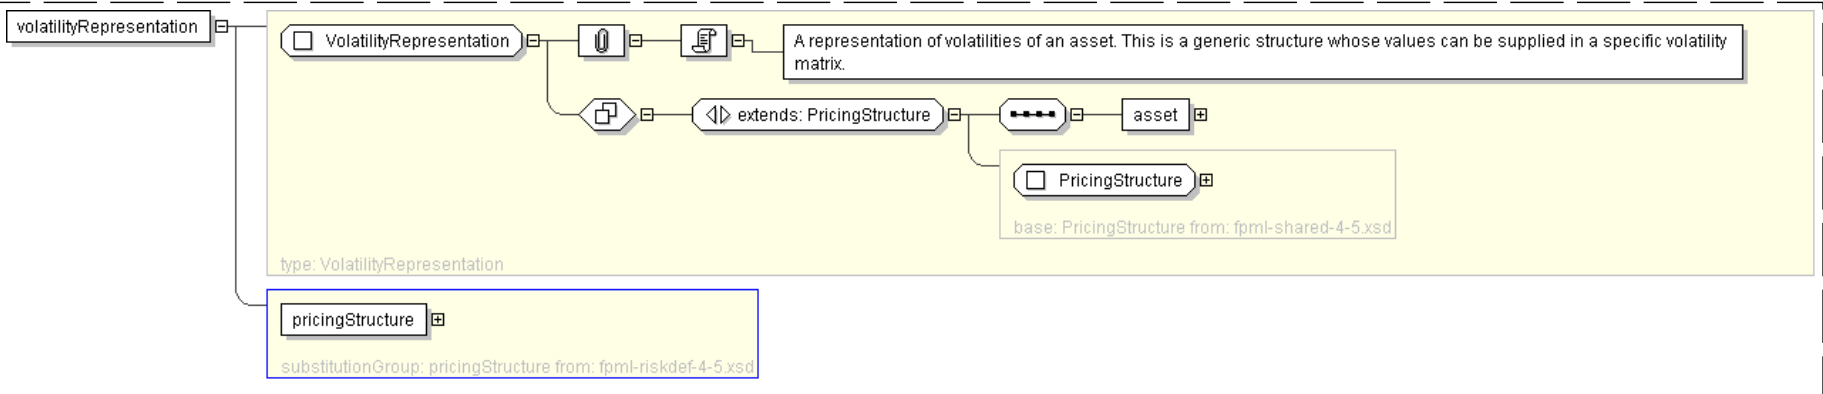 volatilityRepresentation
VolatilityRepresentation
A representation of volatilities of an asset. This is a generic structure whose values can be supplied in a specific volatility
matrix.
extends: PricingStructure
asset
PricingStructure
base: PricingStructure from: fpml-shared-4-5.xsd
type: VolatilityRepresentation
pricingStructure
substitutionGroup: pricingStructure from: fpml-riskdef-4-5.xsd